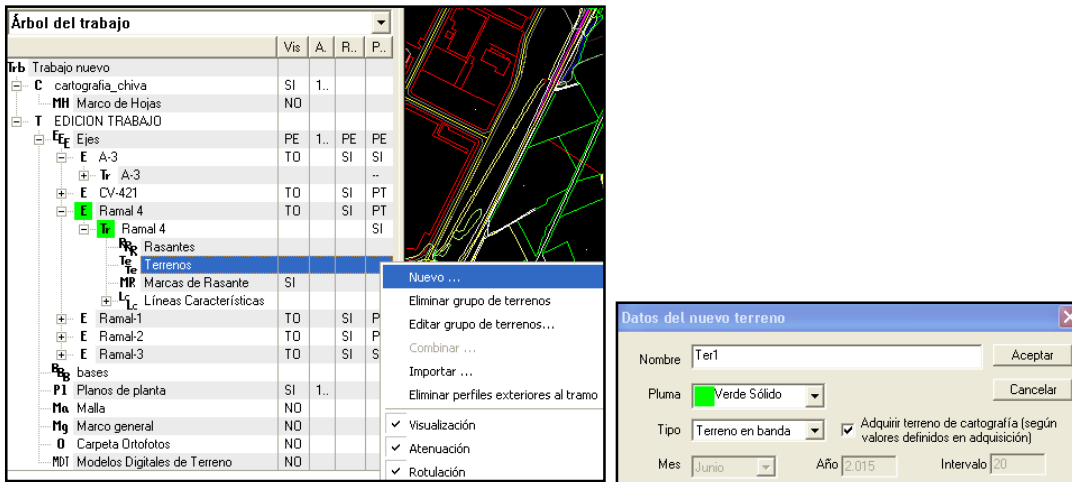 Árbol del trabajo
Vis A. R.. P..
Trb Trabajo nuevo
C cartografia_chiva SI 1..
MH Marco de Hojas NO
T EDICION TRABAJO
EEE Ejes PE 1.. PE PE
E A-3 TO SI SI
Tr A-3 --
E CV-421 TO SI PT
E Ramal 4 TO SI PT
Tr Ramal 4 SI
RRR Rasantes
Te Te Terrenos
MR Marcas de Rasante SI
Lc Lc Líneas Características
E Ramal-1 TO SI P
E Ramal-2 TO SI P
E Ramal-3 TO SI S
BBB bases
Pl Planos de planta SI 1..
Ma Malla NO
Mg Marco general NO
O Carpeta Ortofotos NO
MDT Modelos Digitales de Terreno NO
Nuevo ...
Eliminar grupo de terrenos
Editar grupo de terrenos...
Combinar ...
Importar ...
Eliminar perfiles exteriores al tramo
Visualización
Atenuación
Rotulación
Datos del nuevo terreno
Nombre Ter1 Aceptar
Pluma Verde Sólido Cancelar
Tipo Terreno en banda Adquirir terreno de cartografía (según
valores definidos en adquisición)
Mes Junio Año 2.015 Intervalo 20